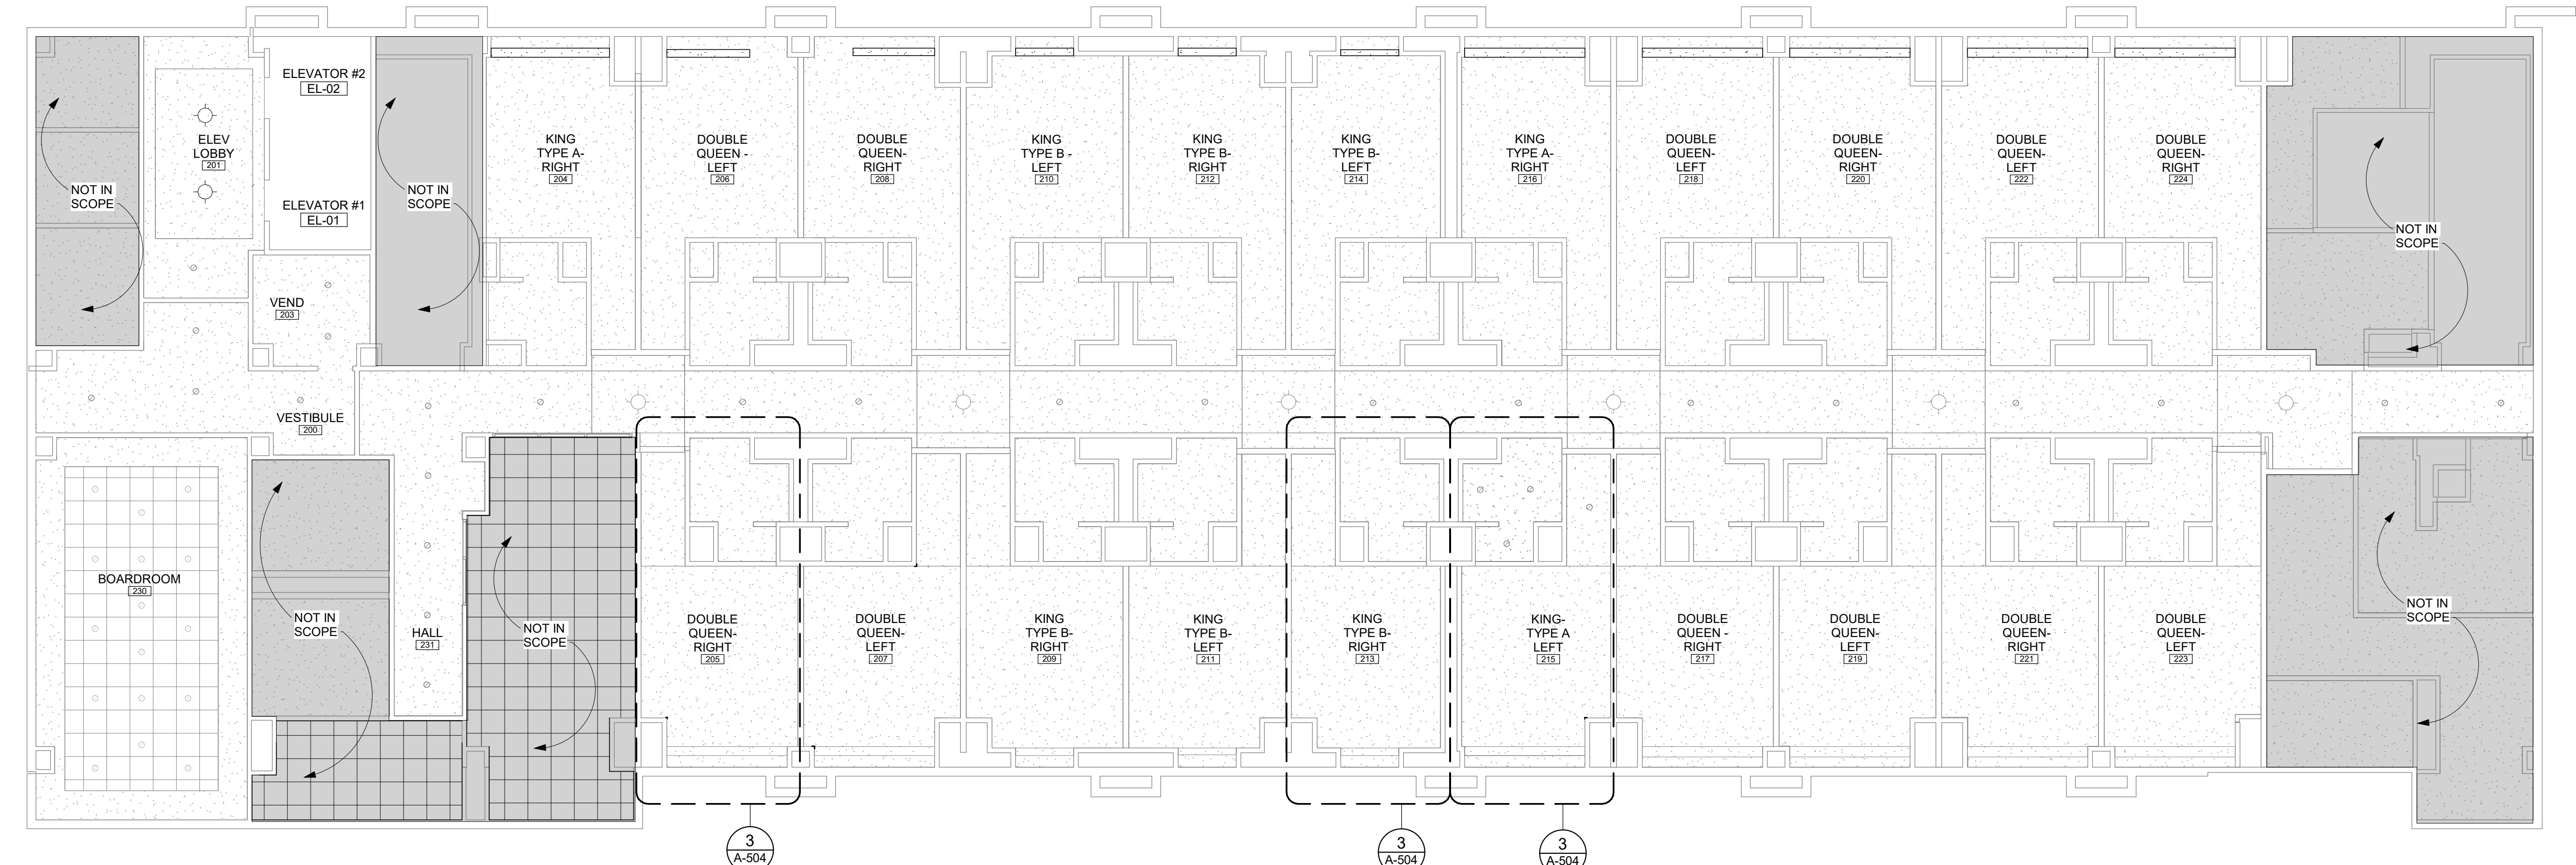 ELEVATOR #2
EL-02
ELEV
LOBBY
201
NOT IN
SCOPE
ELEVATOR #1
EL-01
NOT IN
SCOPE
VEND
203
VESTIBULE
200
KING
TYPE A-
RIGHT
204
DOUBLE
QUEEN -
LEFT
206
DOUBLE
QUEEN-
RIGHT
208
KING
TYPE B -
LEFT
210
KING
TYPE B-
RIGHT
212
KING
TYPE B-
LEFT
214
KING
TYPE A-
RIGHT
216
DOUBLE
QUEEN-
LEFT
218
DOUBLE
QUEEN-
RIGHT
220
DOUBLE
QUEEN-
LEFT
222
DOUBLE
QUEEN-
RIGHT
224
NOT IN
SCOPE
BOARDROOM
230
NOT IN
SCOPE
HALL
231
NOT IN
SCOPE
DOUBLE
QUEEN-
RIGHT
205
DOUBLE
QUEEN-
LEFT
207
KING
TYPE B-
RIGHT
209
KING
TYPE B-
LEFT
211
KING
TYPE B-
RIGHT
213
KING-
TYPE A
LEFT
215
DOUBLE
QUEEN -
RIGHT
217
DOUBLE
QUEEN-
LEFT
219
DOUBLE
QUEEN-
RIGHT
221
DOUBLE
QUEEN-
LEFT
223
NOT IN
SCOPE
3
A-504
3
A-504
3
A-504